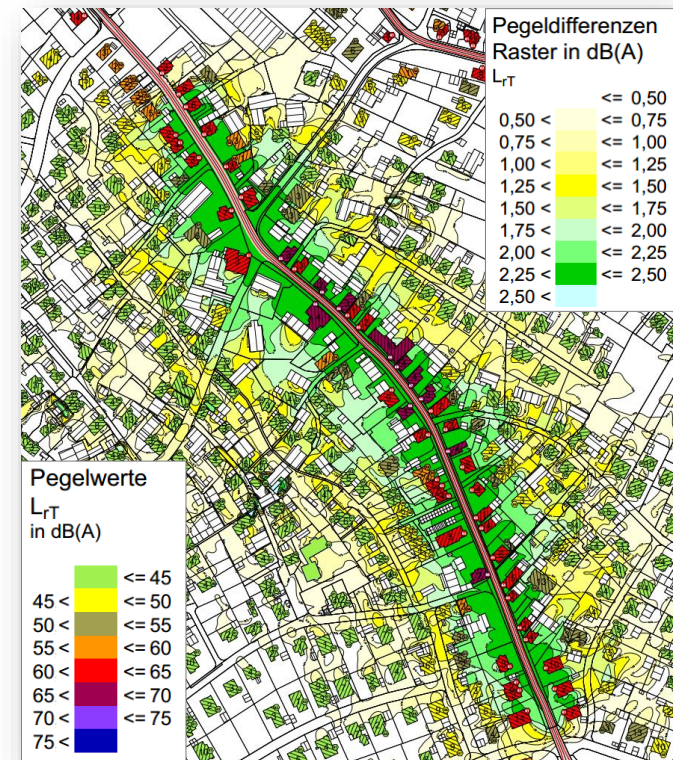 Pegeldifferenzen
Raster in dB(A)
LrT
<= 0,50
0,50 < <= 0,75
0,75 < <= 1,00
1,00 < <= 1,25
1,25 < <= 1,50
1,50 < <= 1,75
1,75 < <= 2,00
2,00 < <= 2,25
2,25 < <= 2,50
2,50 <
Pegelwerte
LrT
in dB(A)
<= 45
45 < <= 50
50 < <= 55
55 < <= 60
60 < <= 65
65 < <= 70
70 < <= 75
75 <